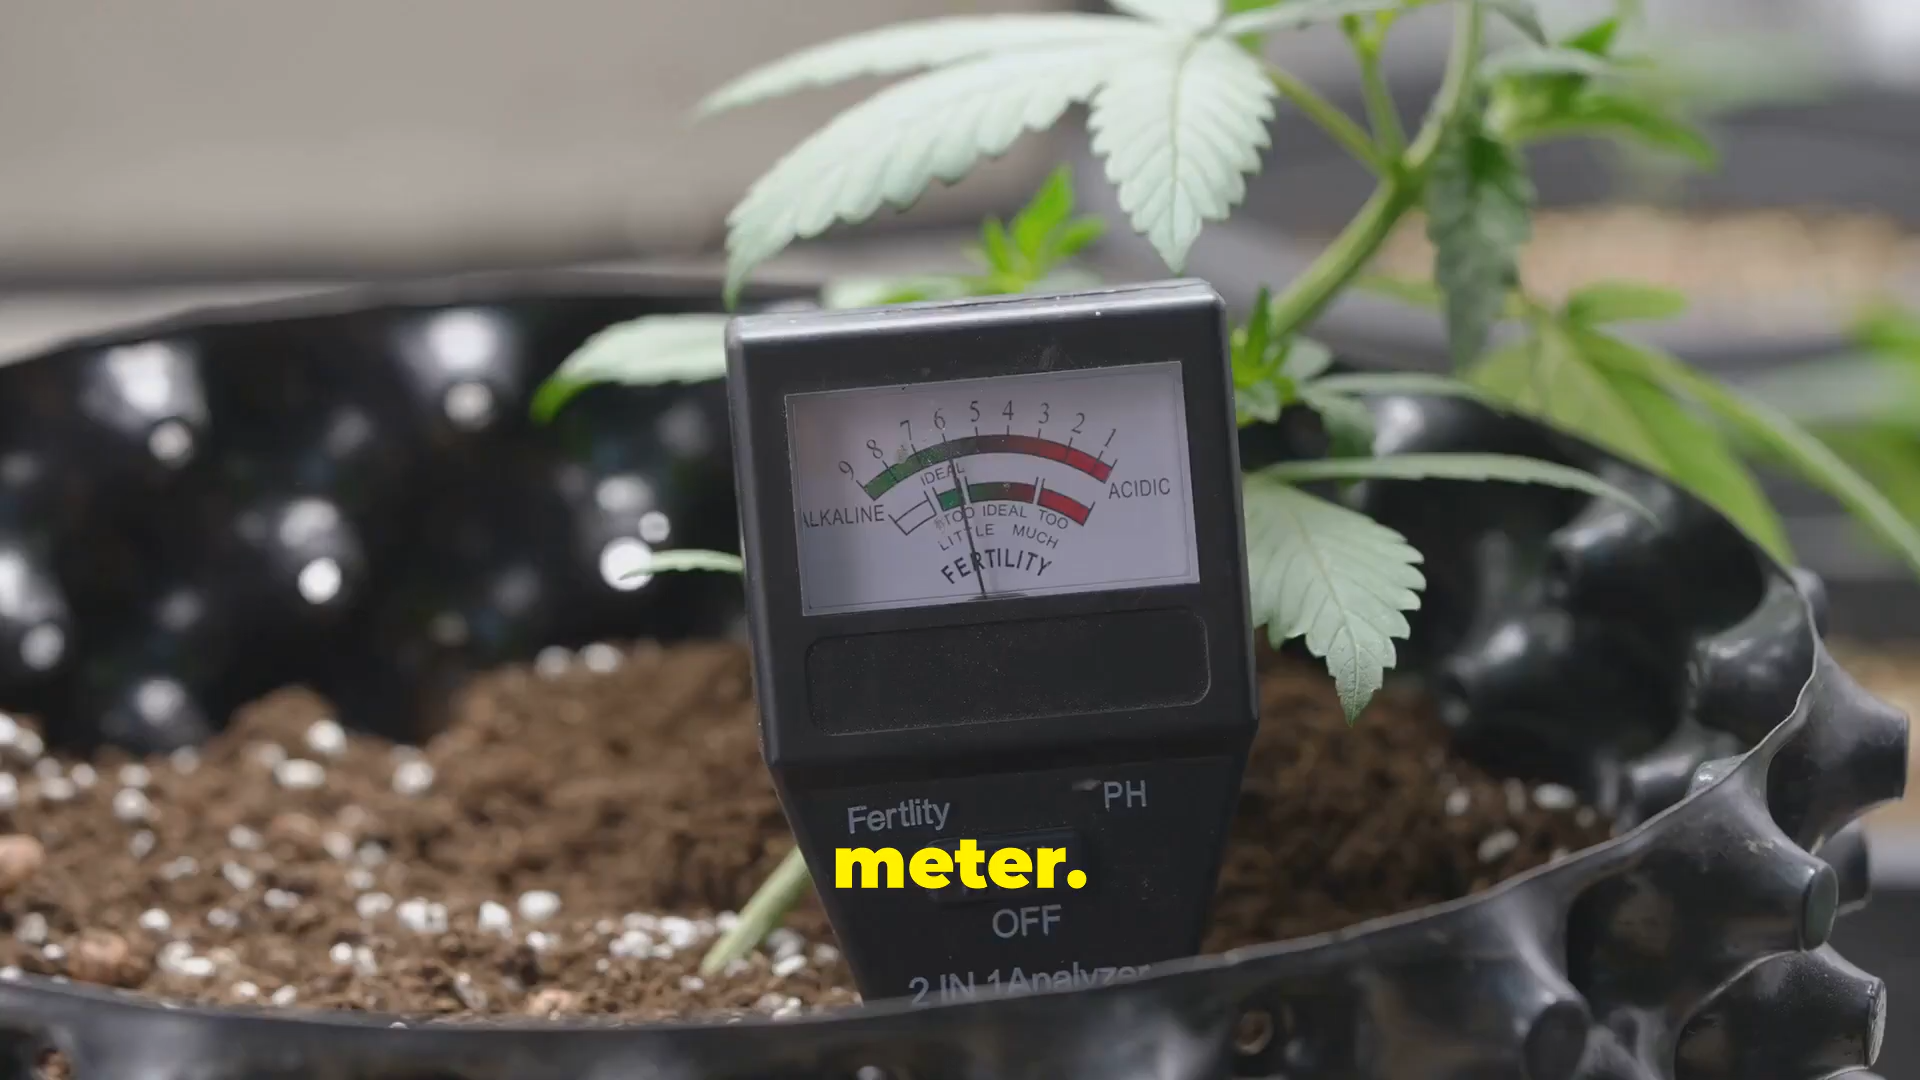 9 8 7 6 5 4 3 2 1
IDEAL
ALKALINE
ACIDIC
TOO IDEAL TOO
LITTLE MUCH
FERTILITY
Fertlity PH
meter.
OFF
2 IN 1Analyzer